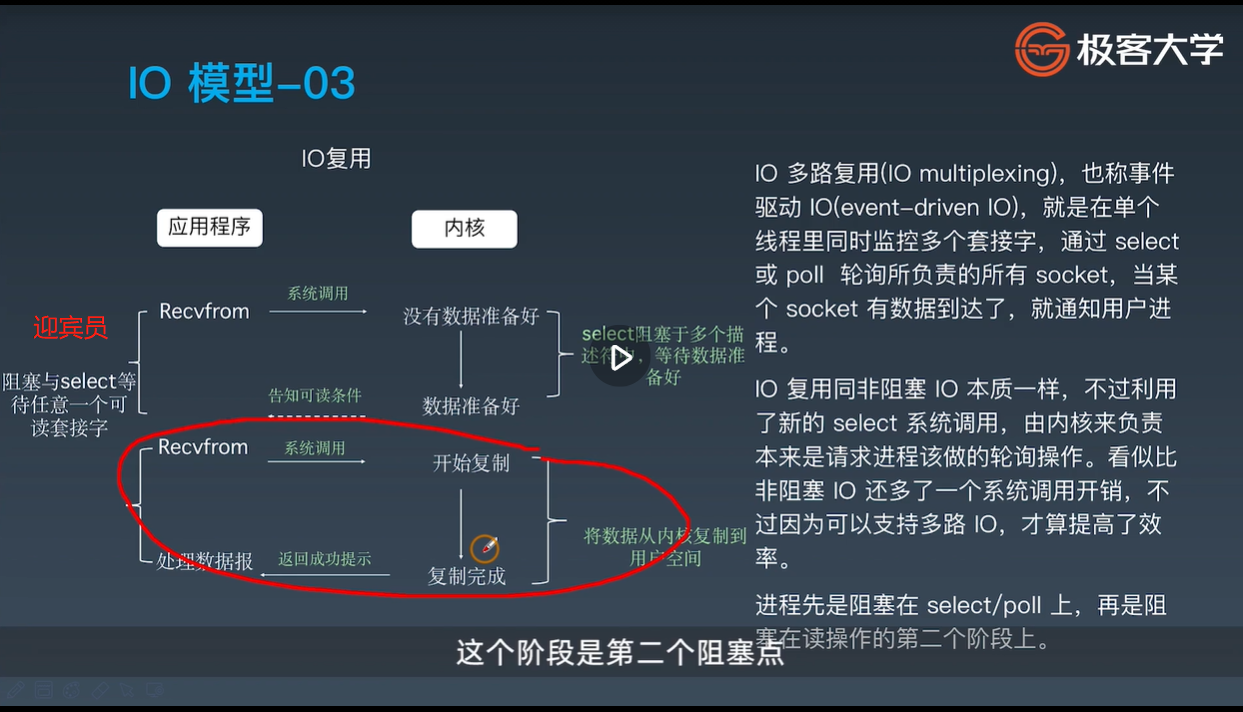 极客大学
IO 模型-03
IO复用
应用程序
内核
Recvfrom
系统调用
没有数据准备好
迎宾员
阻塞与select等
待任意一个可
读套接字
select阻塞于多个描
述符中，等待数据准
备好
告知可读条件
数据准备好
Recvfrom
系统调用
开始复制
将数据从内核复制到
用户空间
处理数据报
返回成功提示
复制完成
IO 多路复用(IO multiplexing)，也称事件
驱动 IO(event-driven IO)，就是在单个
线程里同时监控多个套接字，通过 select
或 poll 轮询所负责的所有 socket，当某
个 socket 有数据到达了，就通知用户进
程。
IO 复用同非阻塞 IO 本质一样，不过利用
了新的 select 系统调用，由内核来负责
本来是请求进程该做的轮询操作。看似比
非阻塞 IO 还多了一个系统调用开销，不
过因为可以支持多路 IO，才算提高了效
率。
进程先是阻塞在 select/poll 上，再是阻
塞在读操作的第二个阶段上。
这个阶段是第二个阻塞点